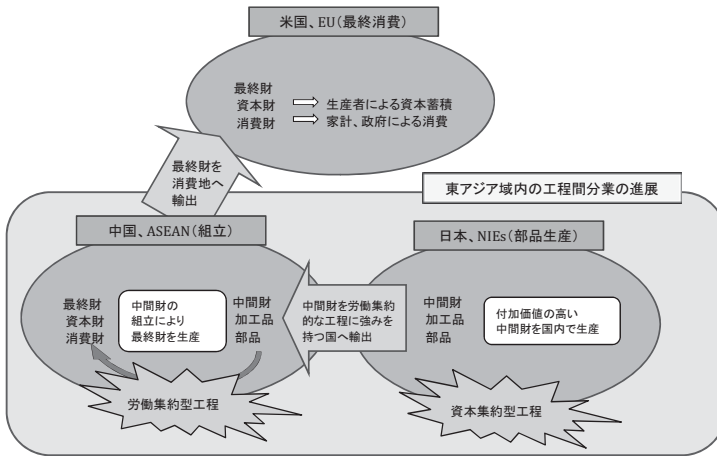 米国、EU（最終消費）
最終財
資本財
消費財
生産者による資本蓄積
家計、政府による消費
最終財を
消費地へ
輸出
東アジア域内の工程間分業の進展
中国、ASEAN（組立）
最終財
資本財
消費財
中間財の
組立により
最終財を生産
中間財
加工品
部品
労働集約型工程
中間財を労働集約
的な工程に強みを
持つ国へ輸出
日本、NIEs（部品生産）
中間財
加工品
部品
付加価値の高い
中間財を国内で生産
資本集約型工程